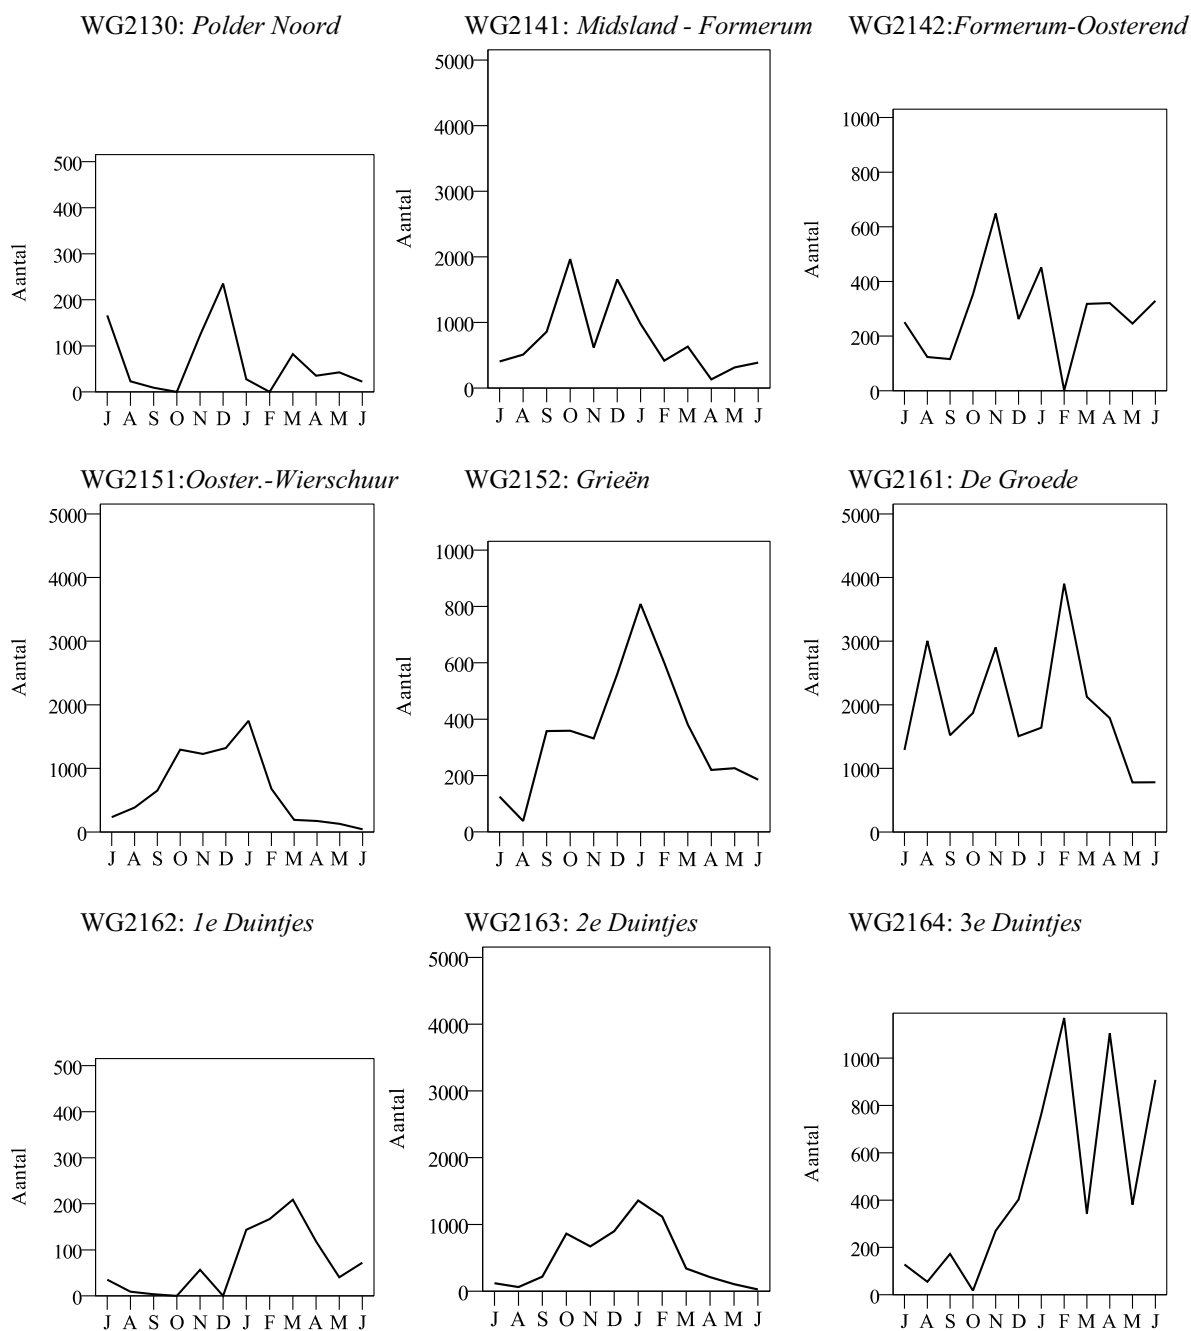 WG2130: Polder Noord
WG2141: Midsland - Formerum
WG2142:Formerum-Oosterend
500
400
300
200
100
0
Aantal
J A S O N D J F M A M J
5000
4000
3000
2000
1000
0
Aantal
J A S O N D J F M A M J
1000
800
600
400
200
0
Aantal
J A S O N D J F M A M J
WG2151:Ooster.-Wierschuur
WG2152: Grieën
WG2161: De Groede
5000
4000
3000
2000
1000
0
Aantal
J A S O N D J F M A M J
1000
800
600
400
200
0
Aantal
J A S O N D J F M A M J
5000
4000
3000
2000
1000
0
Aantal
J A S O N D J F M A M J
WG2162: 1e Duintjes
WG2163: 2e Duintjes
WG2164: 3e Duintjes
500
400
300
200
100
0
Aantal
J A S O N D J F M A M J
5000
4000
3000
2000
1000
0
Aantal
J A S O N D J F M A M J
1000
800
600
400
200
0
Aantal
J A S O N D J F M A M J